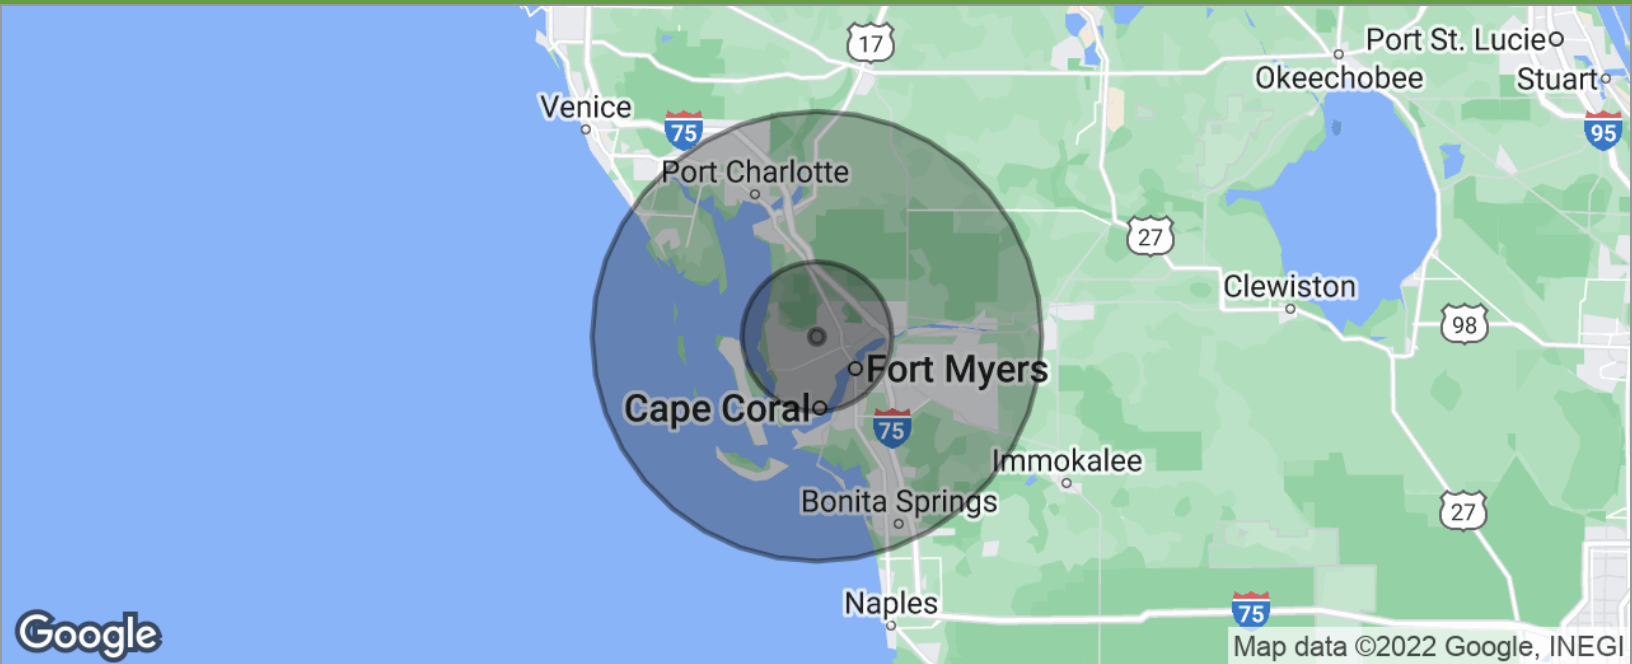 17
Port St. Lucie
Okeechobee
Stuart
Venice
75
95
Port Charlotte
27
Clewiston
98
Fort Myers
Cape Coral
75
Immokalee
Bonita Springs
27
Naples
75
Google
Map data ©2022 Google, INEGI